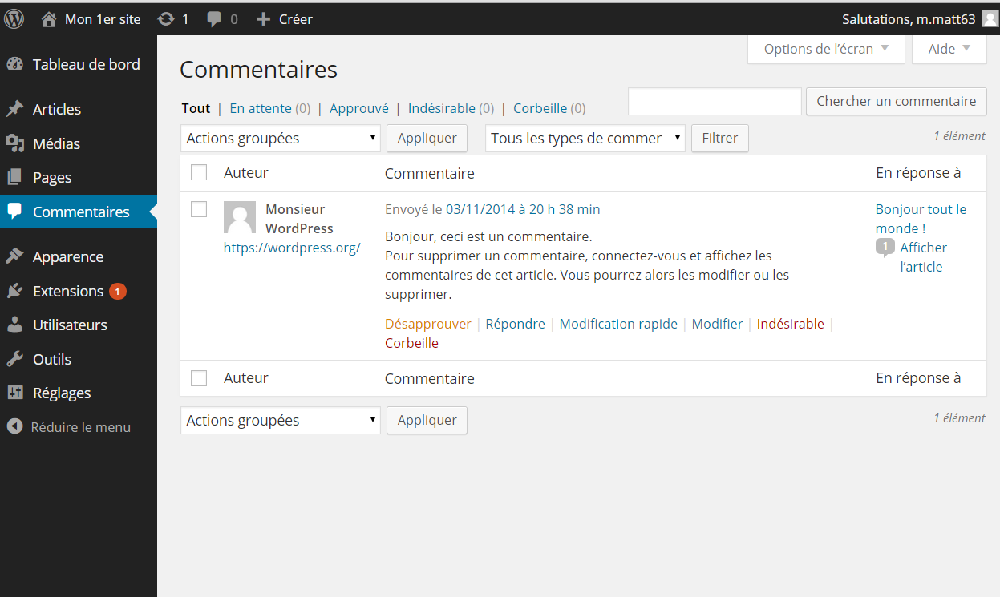 Mon 1er site 1 0 Créer Salutations, m.matt63
Tableau de bord
Articles
Médias
Pages
Commentaires
Apparence
Extensions 1
Utilisateurs
Outils
Réglages
Réduire le menu
Options de l’écran Aide
Commentaires
Tout | En attente (0) | Approuvé | Indésirable (0) | Corbeille (0)
Chercher un commentaire
Actions groupées Appliquer Tous les types de commer Filtrer 1 élément
Auteur Commentaire En réponse à
Monsieur
WordPress
https://wordpress.org/
Envoyé le 03/11/2014 à 20 h 38 min
Bonjour, ceci est un commentaire.
Pour supprimer un commentaire, connectez-vous et affichez les
commentaires de cet article. Vous pourrez alors les modifier ou les
supprimer.
Désapprouver | Répondre | Modification rapide | Modifier | Indésirable |
Corbeille
Bonjour tout le
monde !
1 Afficher
l’article
Auteur Commentaire En réponse à
Actions groupées Appliquer 1 élément